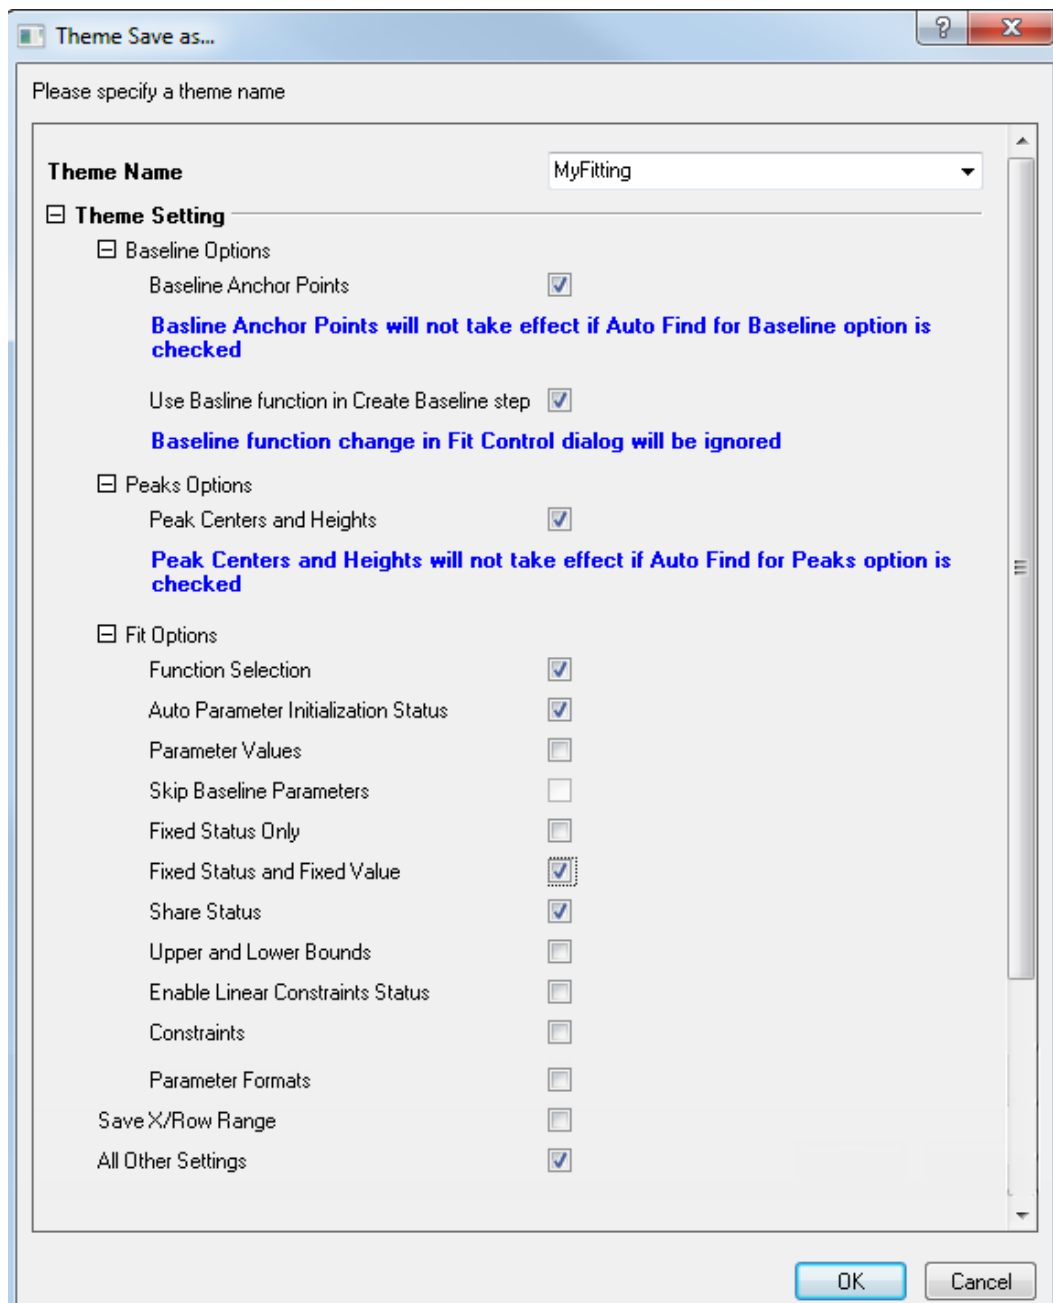 Theme Save as...
Please specify a theme name
Theme Name MyFitting
Theme Setting
Baseline Options
Baseline Anchor Points
Basline Anchor Points will not take effect if Auto Find for Baseline option is
checked
Use Basline function in Create Baseline step
Baseline function change in Fit Control dialog will be ignored
Peaks Options
Peak Centers and Heights
Peak Centers and Heights will not take effect if Auto Find for Peaks option is
checked
Fit Options
Function Selection
Auto Parameter Initialization Status
Parameter Values
Skip Baseline Parameters
Fixed Status Only
Fixed Status and Fixed Value
Share Status
Upper and Lower Bounds
Enable Linear Constraints Status
Constraints
Parameter Formats
Save X/Row Range
All Other Settings
OK Cancel